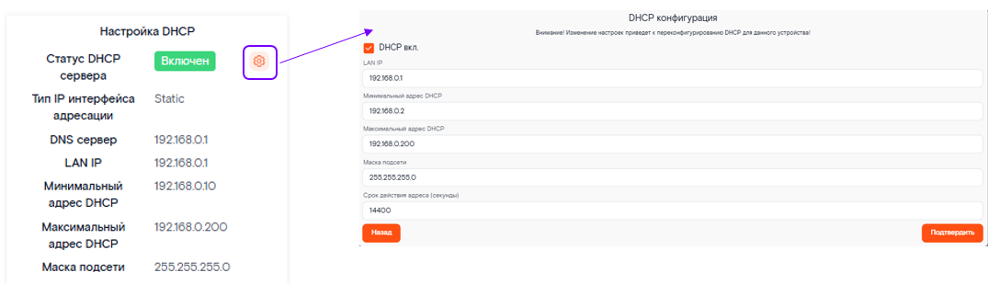 Настройка DHCP
Статус DHCP
сервера
Включен
Тип IP интерфейса
адресации
Static
DNS сервер
192.168.0.1
LAN IP
192.168.0.1
Минимальный
адрес DHCP
192.168.0.10
Максимальный
адрес DHCP
192.168.0.200
Маска подсети
255.255.255.0
DHCP конфигурация
Внимание! Изменение настроек приведет к переконфигурированию DHCP для данного устройства!
DHCP вкл.
LAN IP
192.168.0.1
Минимальный адрес DHCP
192.168.0.2
Максимальный адрес DHCP
192.168.0.200
Маска подсети
255.255.255.0
Срок действия адреса (секунды)
14400
Назад
Подтвердить